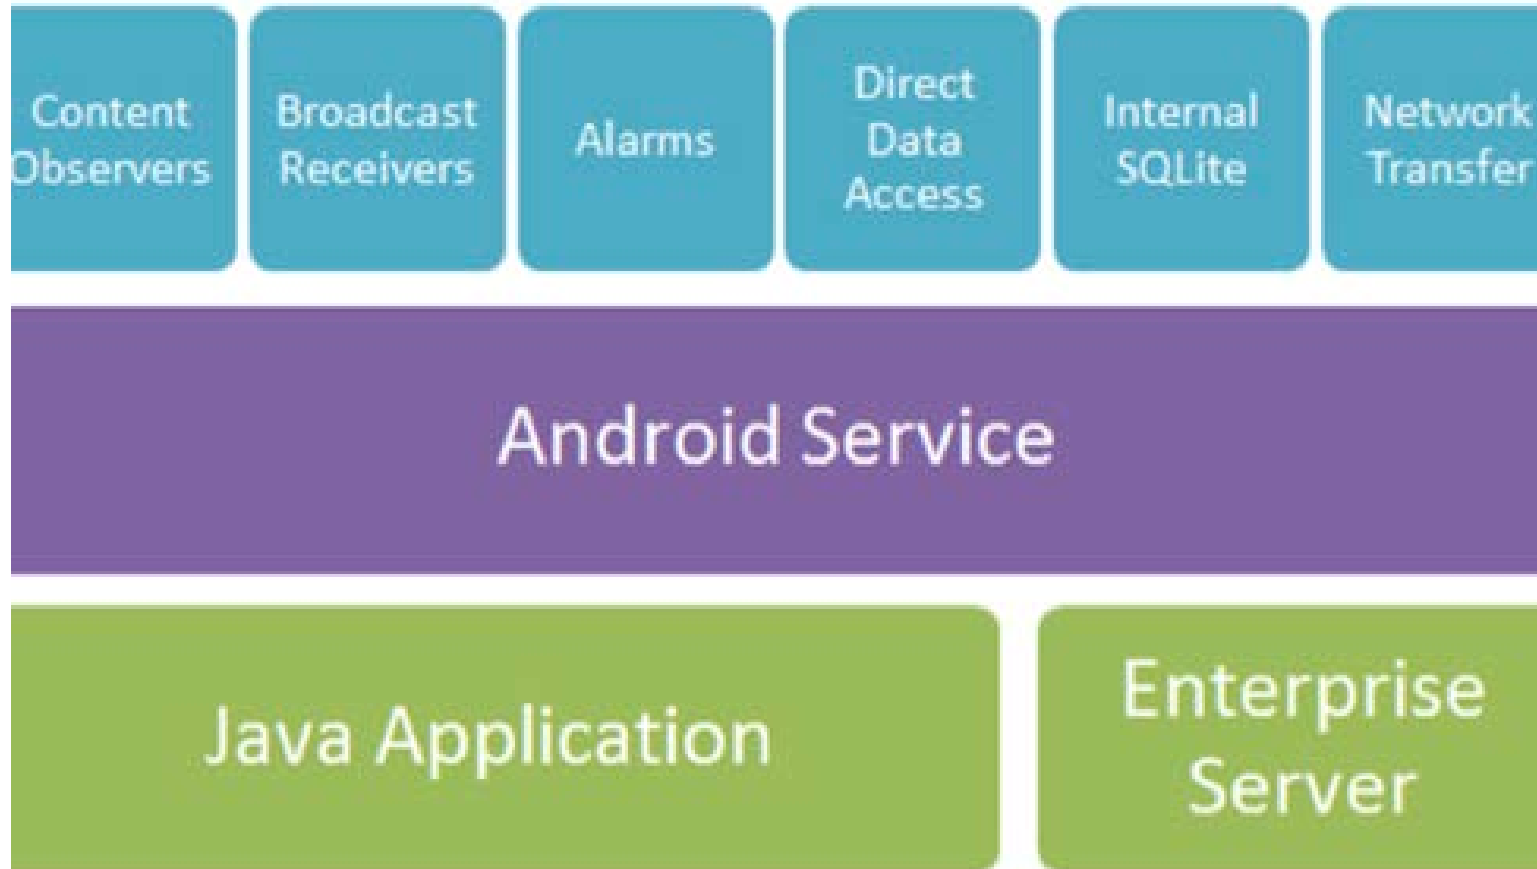 Content
Observers
Broadcast
Receivers
Alarms
Direct
Data
Access
Internal
SQLite
Network
Transfer
Android Service
Java Application
Enterprise
Server